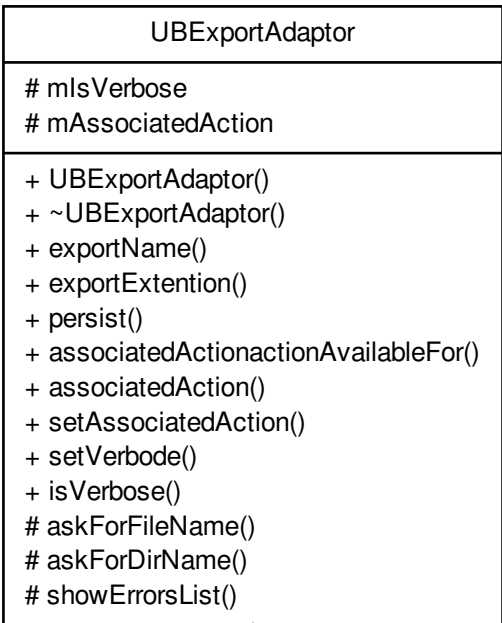 UBExportAdaptor
# mIsVerbose
# mAssociatedAction
+ UBExportAdaptor()
+ ~UBExportAdaptor()
+ exportName()
+ exportExtention()
+ persist()
+ associatedActionactionAvailableFor()
+ associatedAction()
+ setAssociatedAction()
+ setVerbode()
+ isVerbose()
# askForFileName()
# askForDirName()
# showErrorsList()